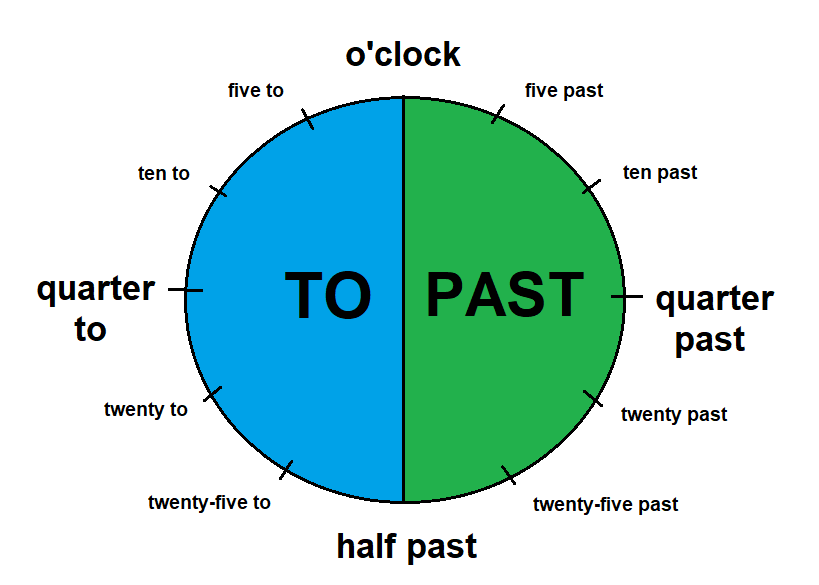 o'clock
five to
five past
ten to
ten past
TO
PAST
quarter
to
quarter
past
twenty to
twenty past
twenty-five to
twenty-five past
half past